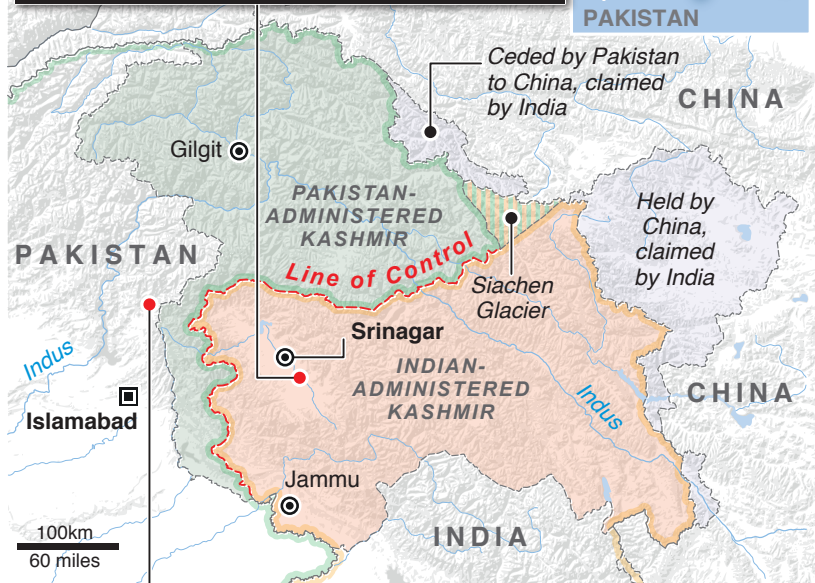 PAKISTAN
Ceded by Pakistan
to China, claimed
by India
CHINA
Gilgit
PAKISTAN-
ADMINISTERED
KASHMIR
Held by
China,
claimed
by India
PAKISTAN
Line of Control
Siachen
Glacier
Srinagar
Indus
INDIAN-
ADMINISTERED
KASHMIR
Indus
CHINA
Islamabad
Jammu
INDIA
100km
60 miles